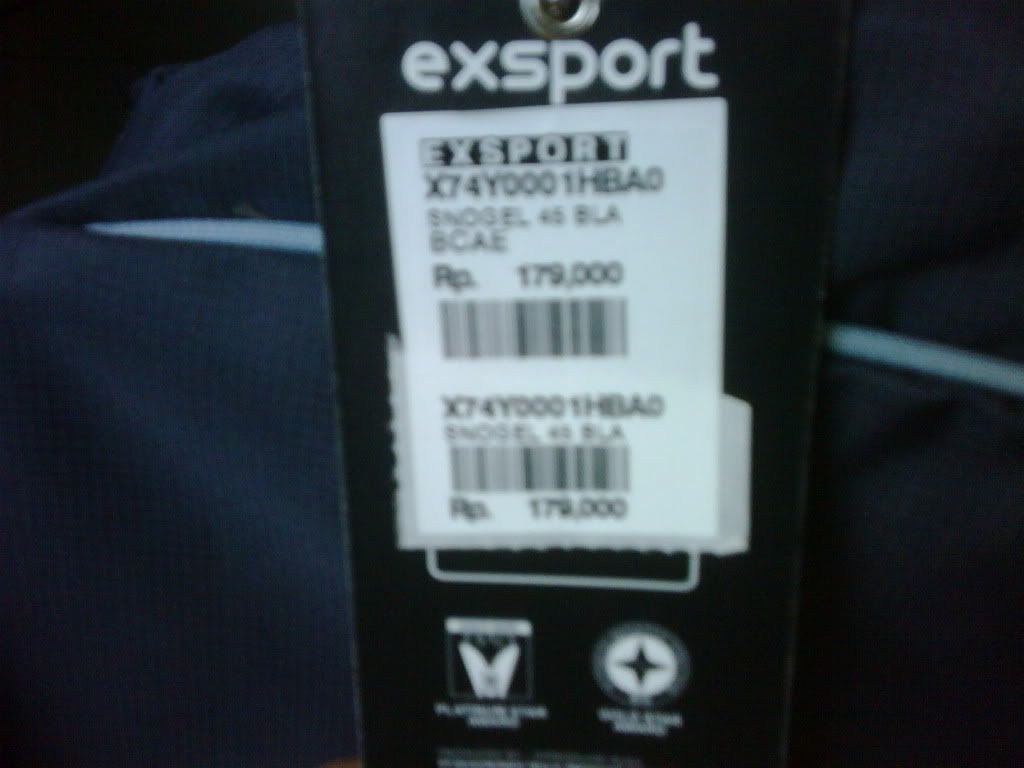 exsport
EXSPORT
X74Y0001HBA0
SNOGEL 45 BLA
BCAE
Rp. 179,000
X74Y0001HBA0
SNOGEL 45 BLA
Rp. 179,000